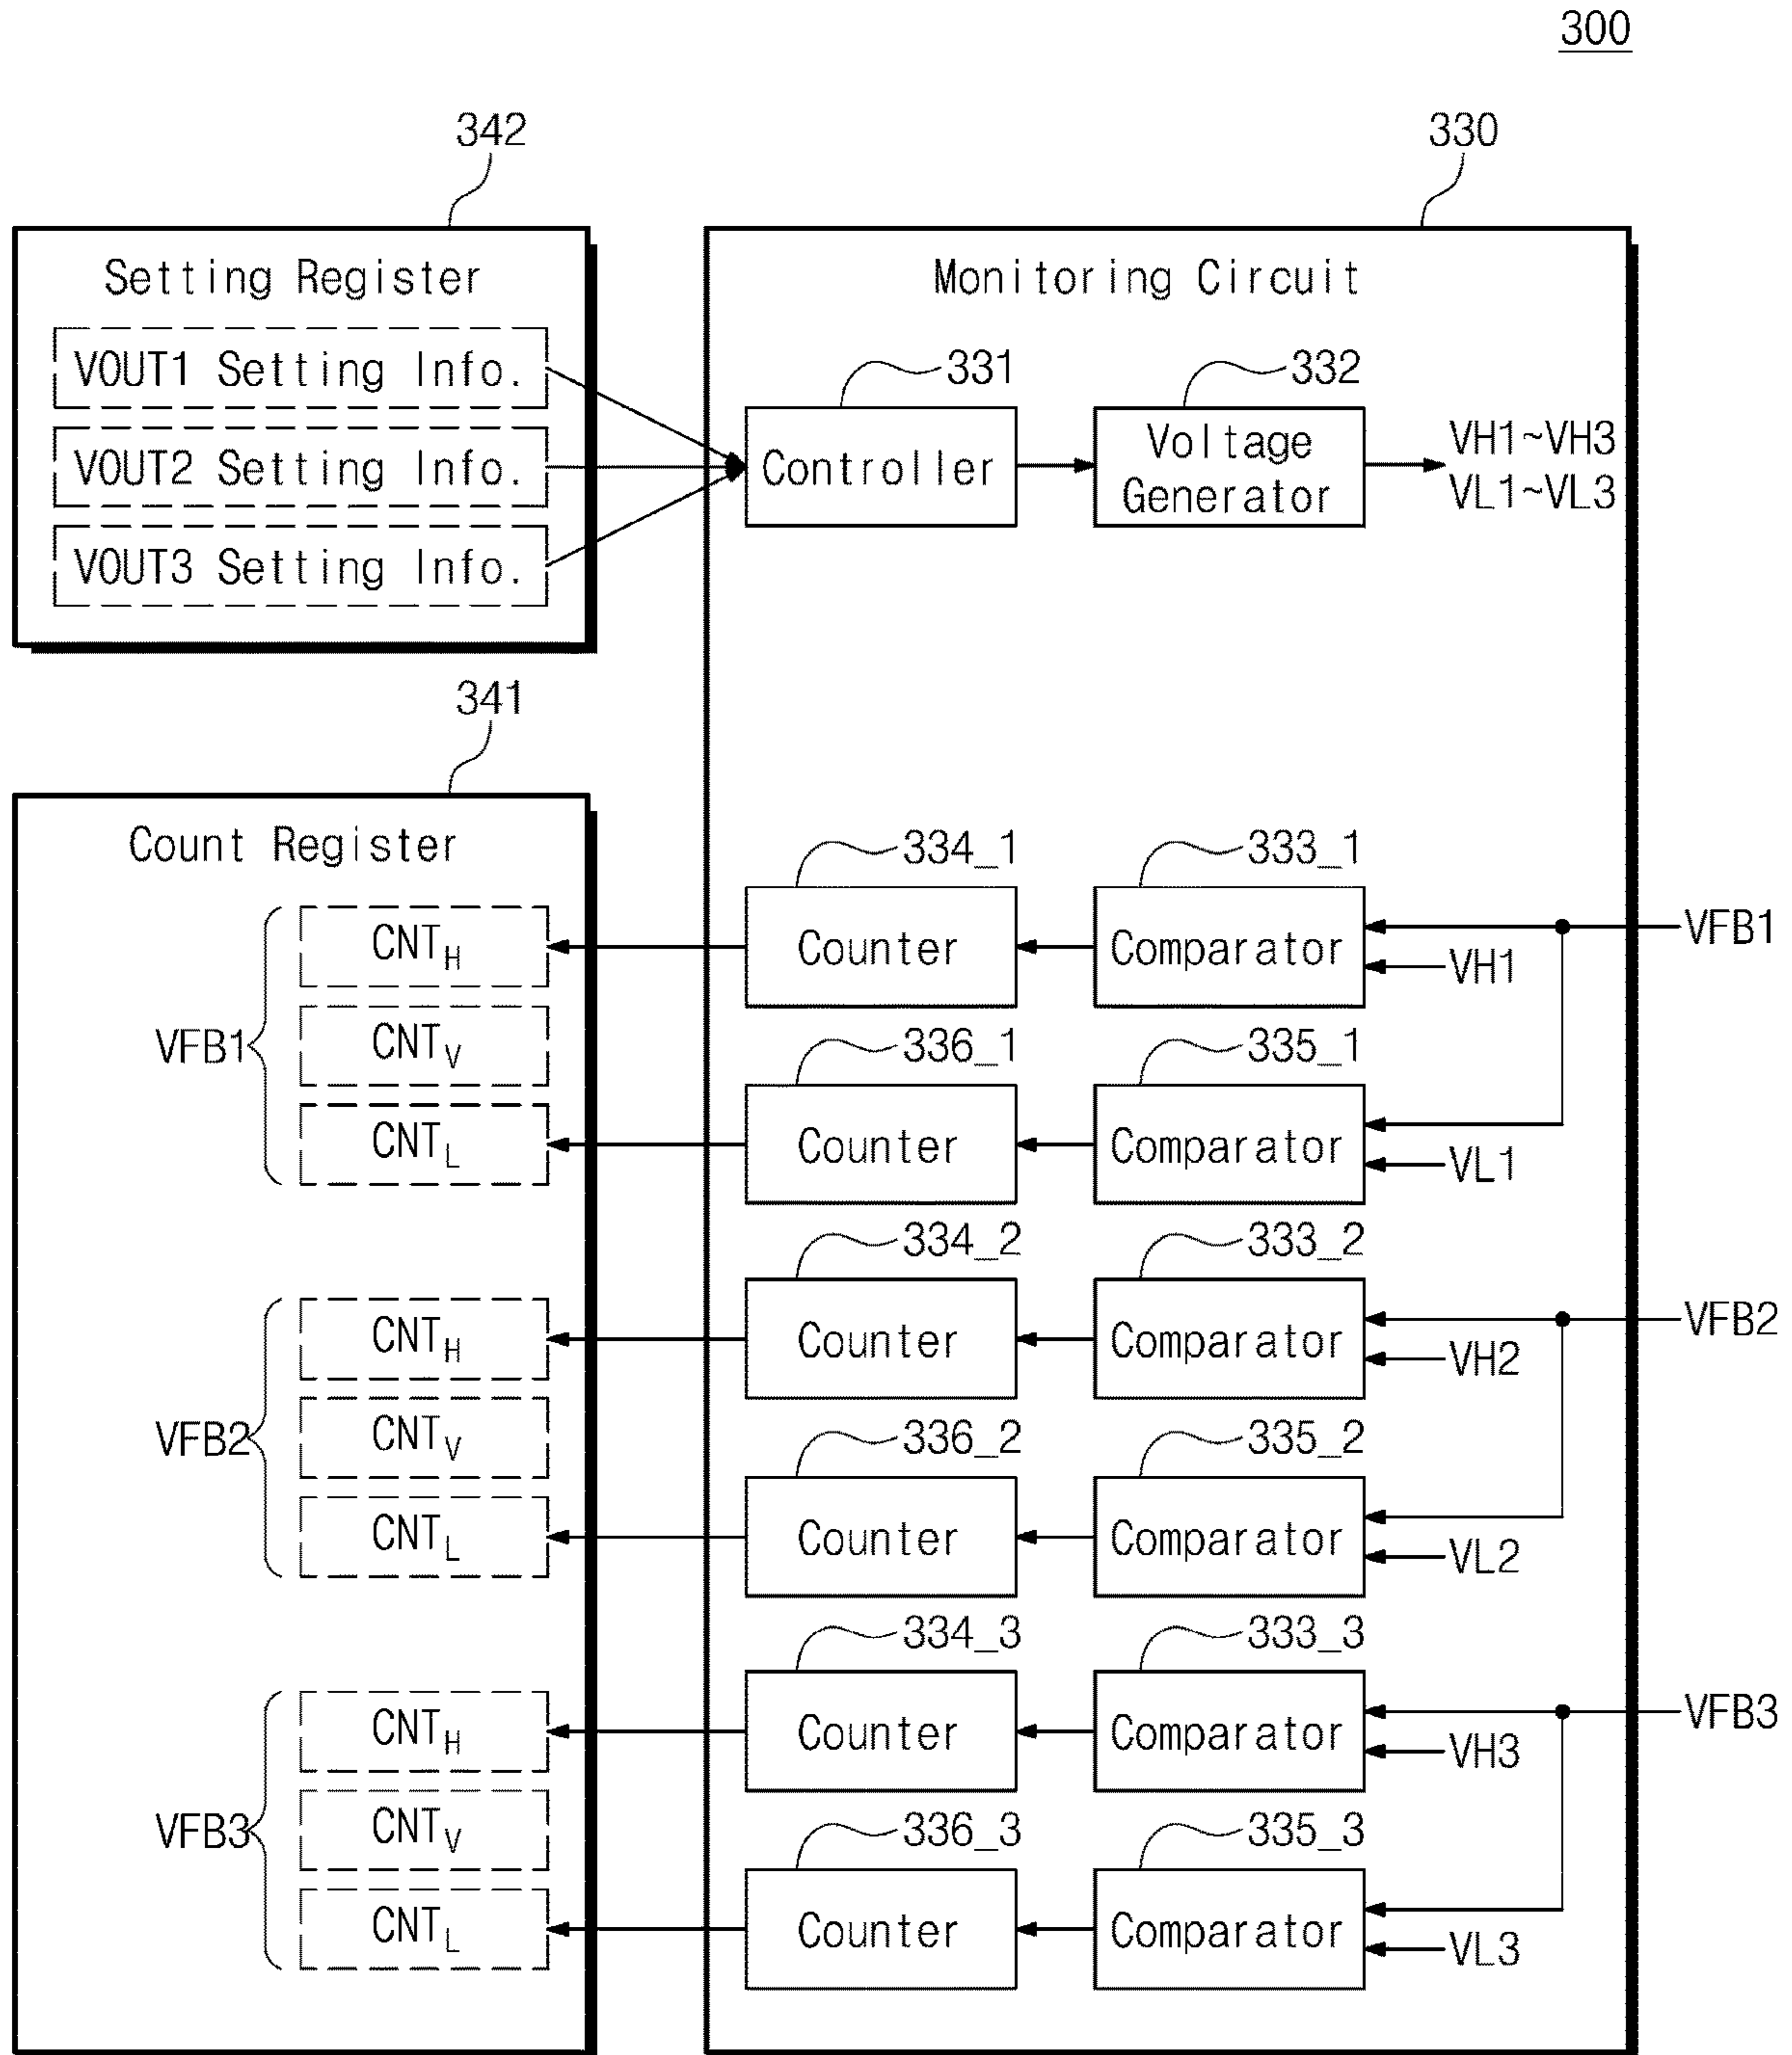 300
342
330
Setting Register
VOUT1 Setting Info.
VOUT2 Setting Info.
VOUT3 Setting Info.
Monitoring Circuit
331
332
Controller
Voltage
Generator
VH1~VH3
VL1~VL3
341
Count Register
334_1
333_1
VFB1
CNTH
Counter
Comparator
VFB1
VH1
CNTV
336_1
335_1
CNTL
Counter
Comparator
VL1
334_2
333_2
VFB2
CNTH
Counter
Comparator
VFB2
VH2
CNTV
336_2
335_2
CNTL
Counter
Comparator
VL2
334_3
333_3
VFB3
CNTH
Counter
Comparator
VFB3
VH3
CNTV
336_3
335_3
CNTL
Counter
Comparator
VL3